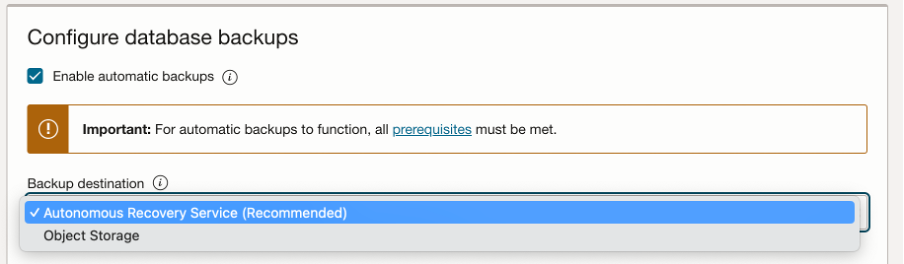 Configure database backups
Enable automatic backups
Important: For automatic backups to function, all prerequisites must be met.
Backup destination
Autonomous Recovery Service (Recommended)
Object Storage